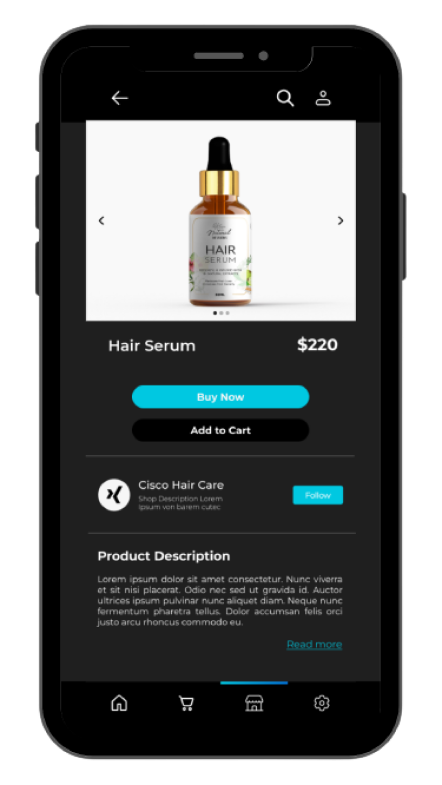 Natural
HAIR
SERUM
Hair Serum
$220
Buy Now
Add to Cart
Cisco Hair Care
Shop Description Lorem
Ipsum von barem cutec
Follow
Product Description
Lorem ipsum dolor sit amet consectetur. Nunc viverra
et sit nisi placerat. Odio nec sed ut gravida id. Auctor
ultrices ipsum pulvinar nunc aliquet diam. Neque nunc
fermentum pharetra tellus. Dolor accumsan felis orci
justo arcu rhoncus commodo eu.
Read more